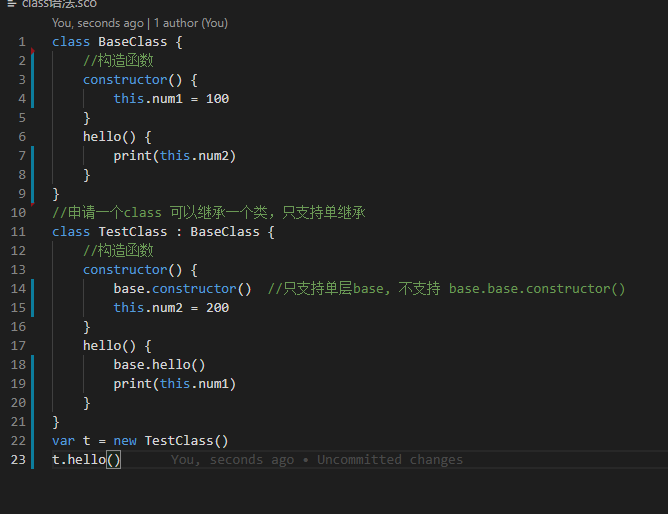 class语法.sco
You, seconds ago | 1 author (You)
1 class BaseClass {
2 //构造函数
3 constructor() {
4 this.num1 = 100
5 }
6 hello() {
7 print(this.num2)
8 }
9 }
10 //申请一个class 可以继承一个类，只支持单继承
11 class TestClass : BaseClass {
12 //构造函数
13 constructor() {
14 base.constructor() //只支持单层base, 不支持 base.base.constructor()
15 this.num2 = 200
16 }
17 hello() {
18 base.hello()
19 print(this.num1)
20 }
21 }
22 var t = new TestClass()
23 t.hello() You, seconds ago • Uncommitted changes